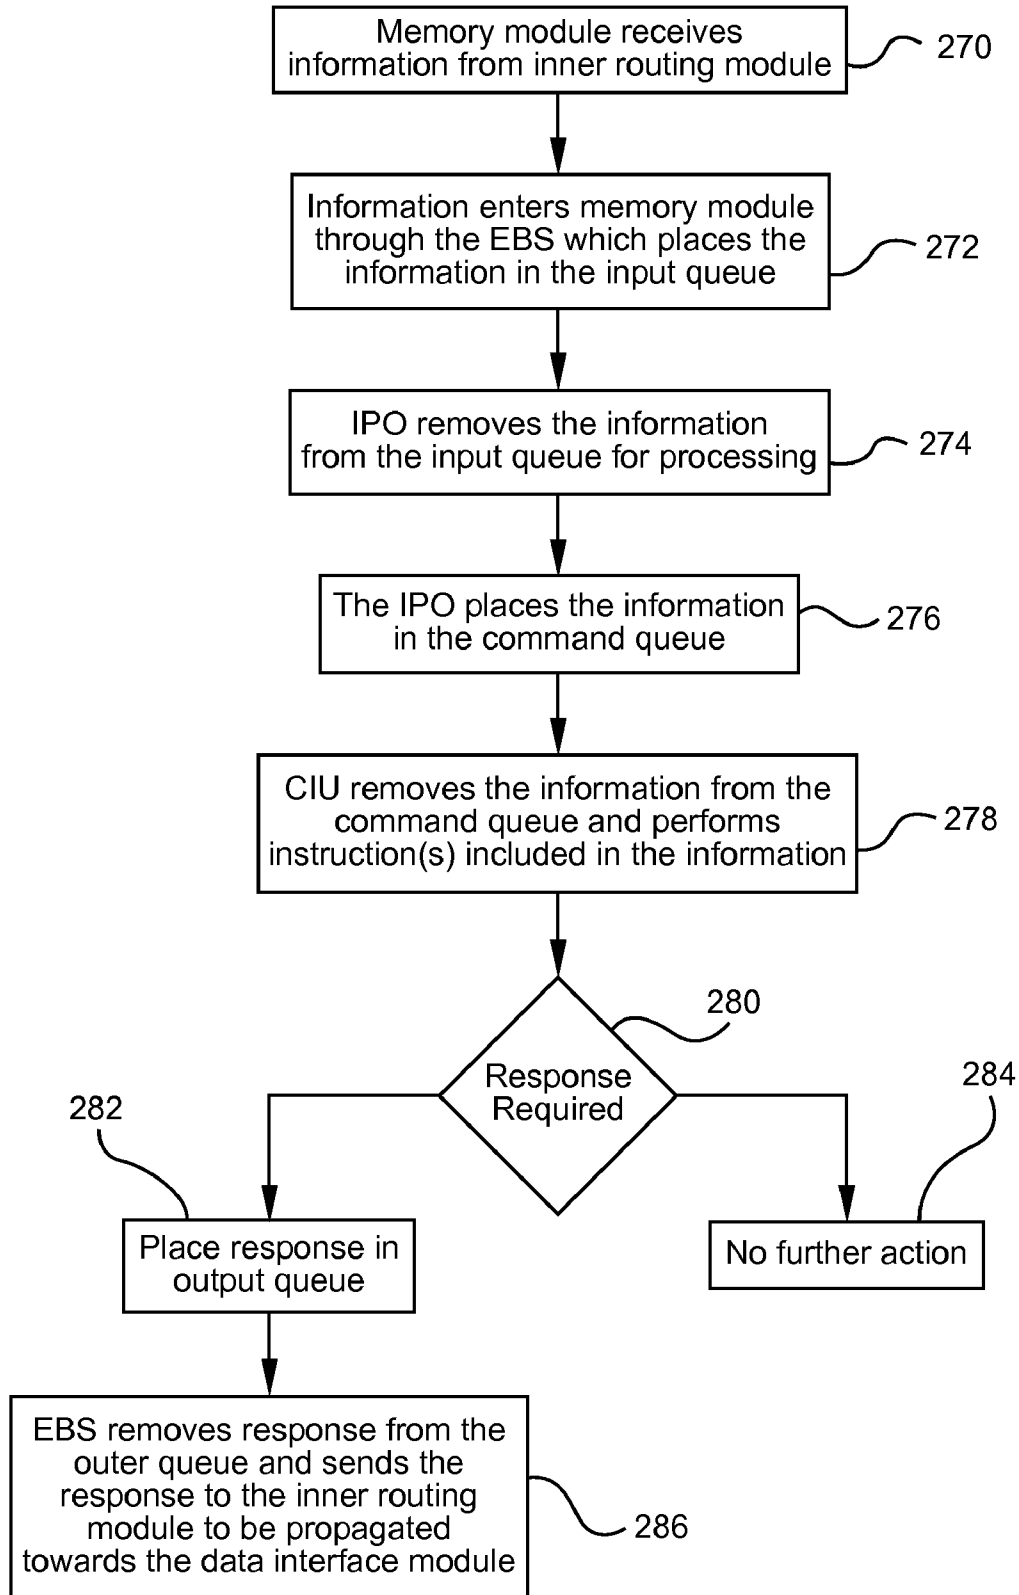 Memory module receives
information from inner routing module
270
Information enters memory module
through the EBS which places the
information in the input queue
272
IPO removes the information
from the input queue for processing
274
The IPO places the information
in the command queue
276
CIU removes the information from the
command queue and performs
instruction(s) included in the information
278
280
Response
Required
282
284
Place response in
output queue
No further action
EBS removes response from the
outer queue and sends the
response to the inner routing
module to be propagated
towards the data interface module
286